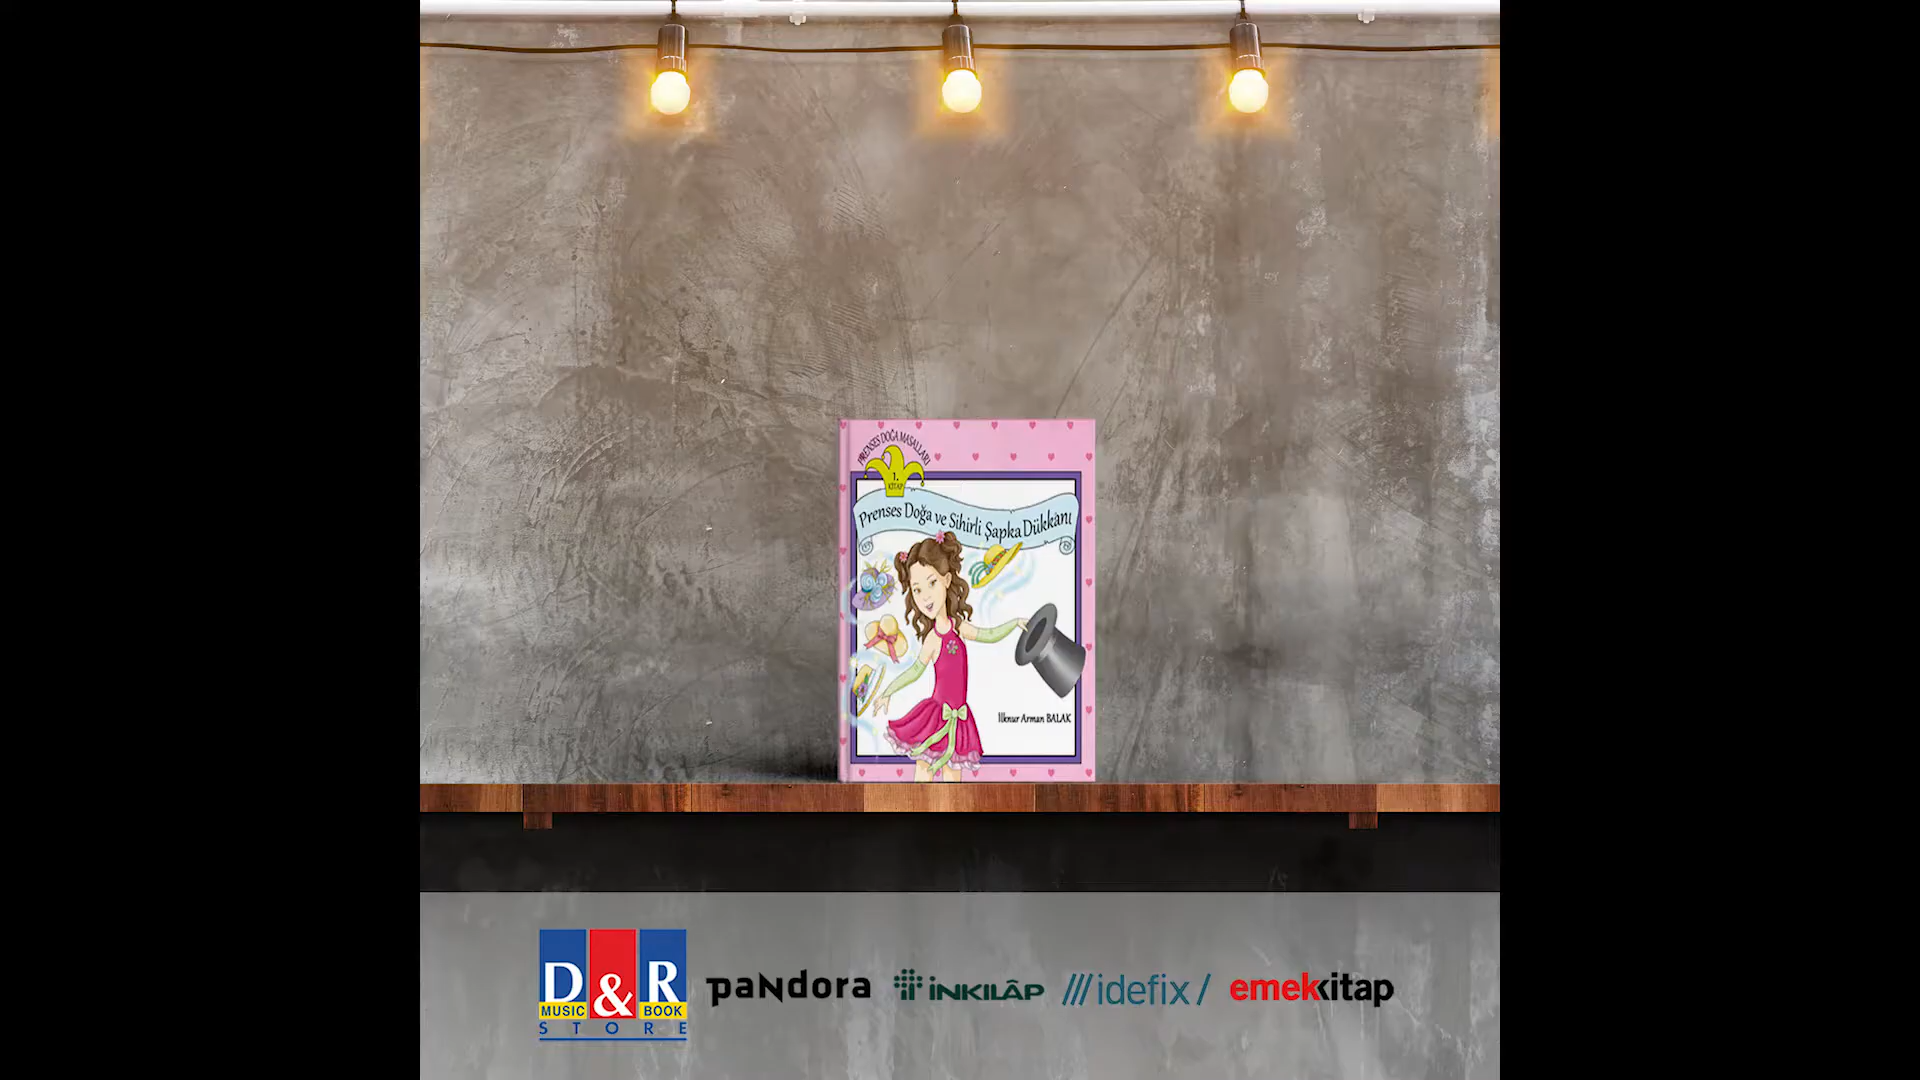 PRENSES DOĞA MASALLARI
1.
KİTAP
Prenses Doğa ve Sihirli Şapka Dükkanı
İlknur Arman BALAK
D&R
MUSIC BOOK
STORE
paNdora
İNKILÂP
idefix
emekkitap